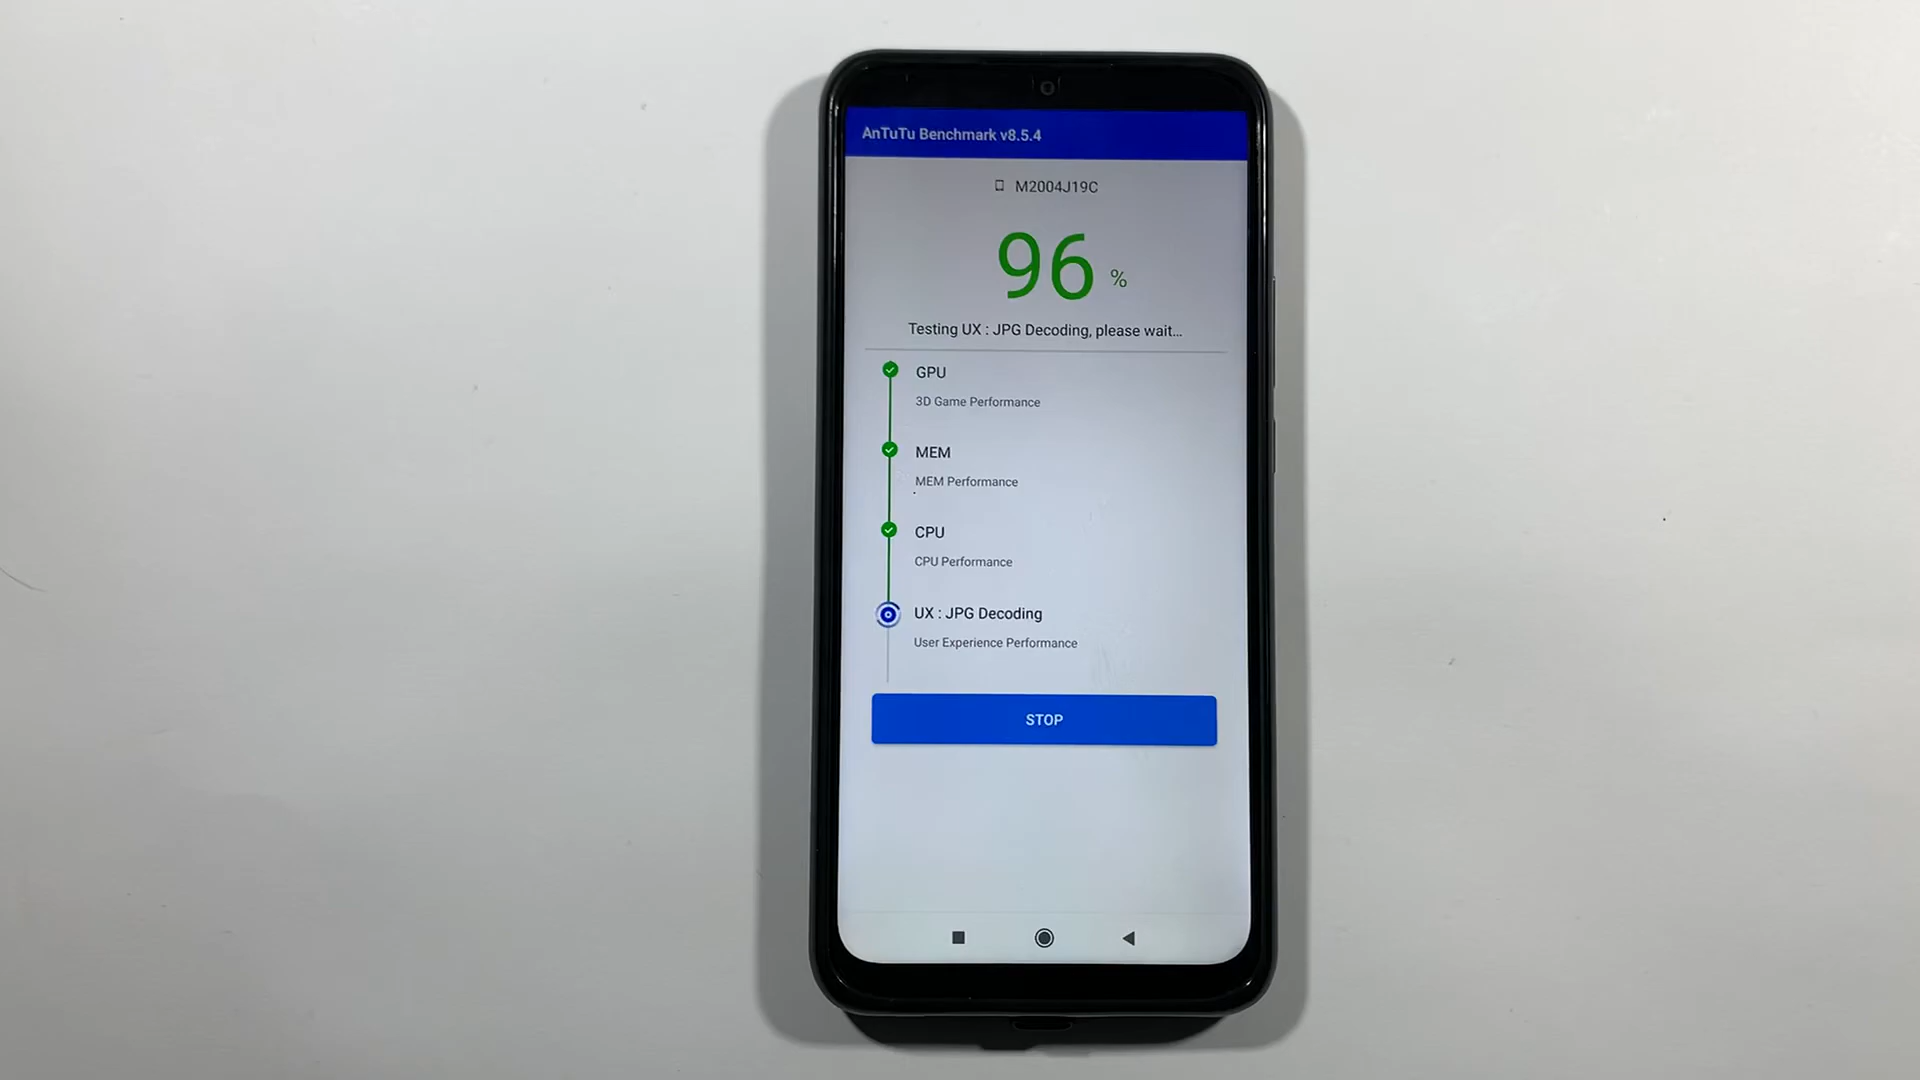 AnTuTu Benchmark v8.5.4
M2004J19C
96 %
Testing UX : JPG Decoding, please wait...
GPU
3D Game Performance
MEM
MEM Performance
CPU
CPU Performance
UX : JPG Decoding
User Experience Performance
STOP